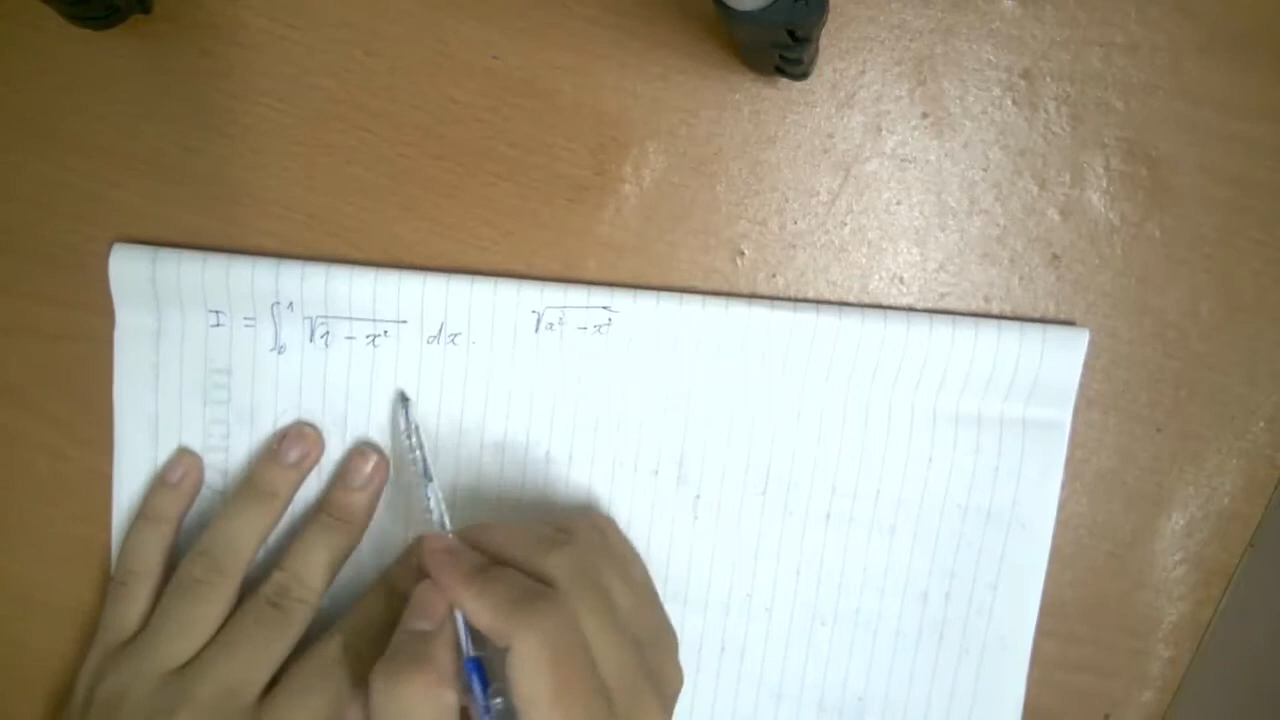 I = ∫₀¹ √(1 - x²) dx. √(a² - x²)